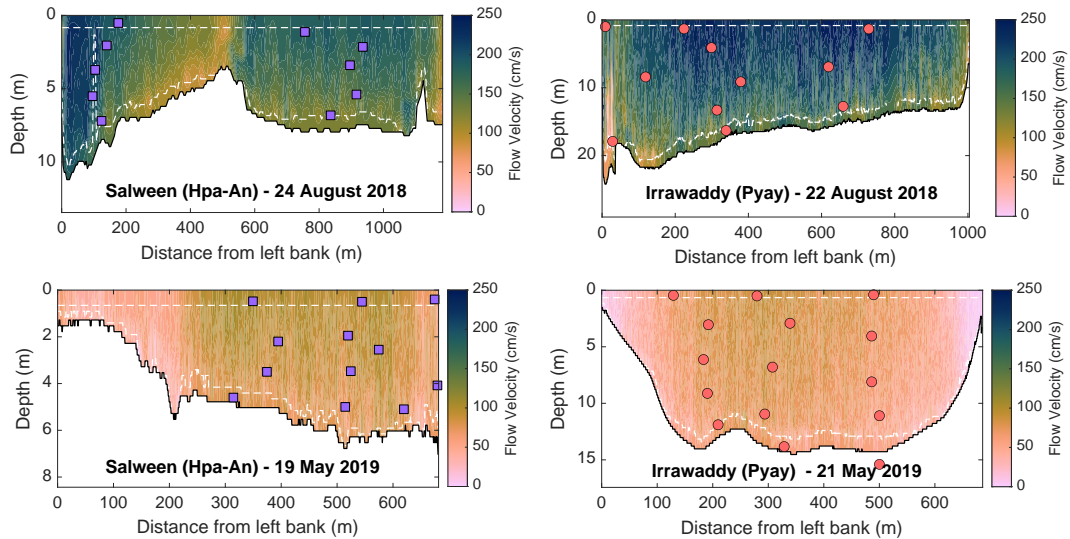 0
5
10
Depth (m)
0 200 400 600 800 1000
Distance from left bank (m)
Salween (Hpa-An) - 24 August 2018
250
200
150
100
50
0
Flow Velocity (cm/s)
0
10
20
Depth (m)
0 200 400 600 800 1000
Distance from left bank (m)
Irrawaddy (Pyay) - 22 August 2018
250
200
150
100
50
0
Flow Velocity (cm/s)
0
2
4
6
8
Depth (m)
0 100 200 300 400 500 600
Distance from left bank (m)
Salween (Hpa-An) - 19 May 2019
250
200
150
100
50
0
Flow Velocity (cm/s)
0
5
10
15
Depth (m)
0 100 200 300 400 500 600
Distance from left bank (m)
Irrawaddy (Pyay) - 21 May 2019
250
200
150
100
50
0
Flow Velocity (cm/s)